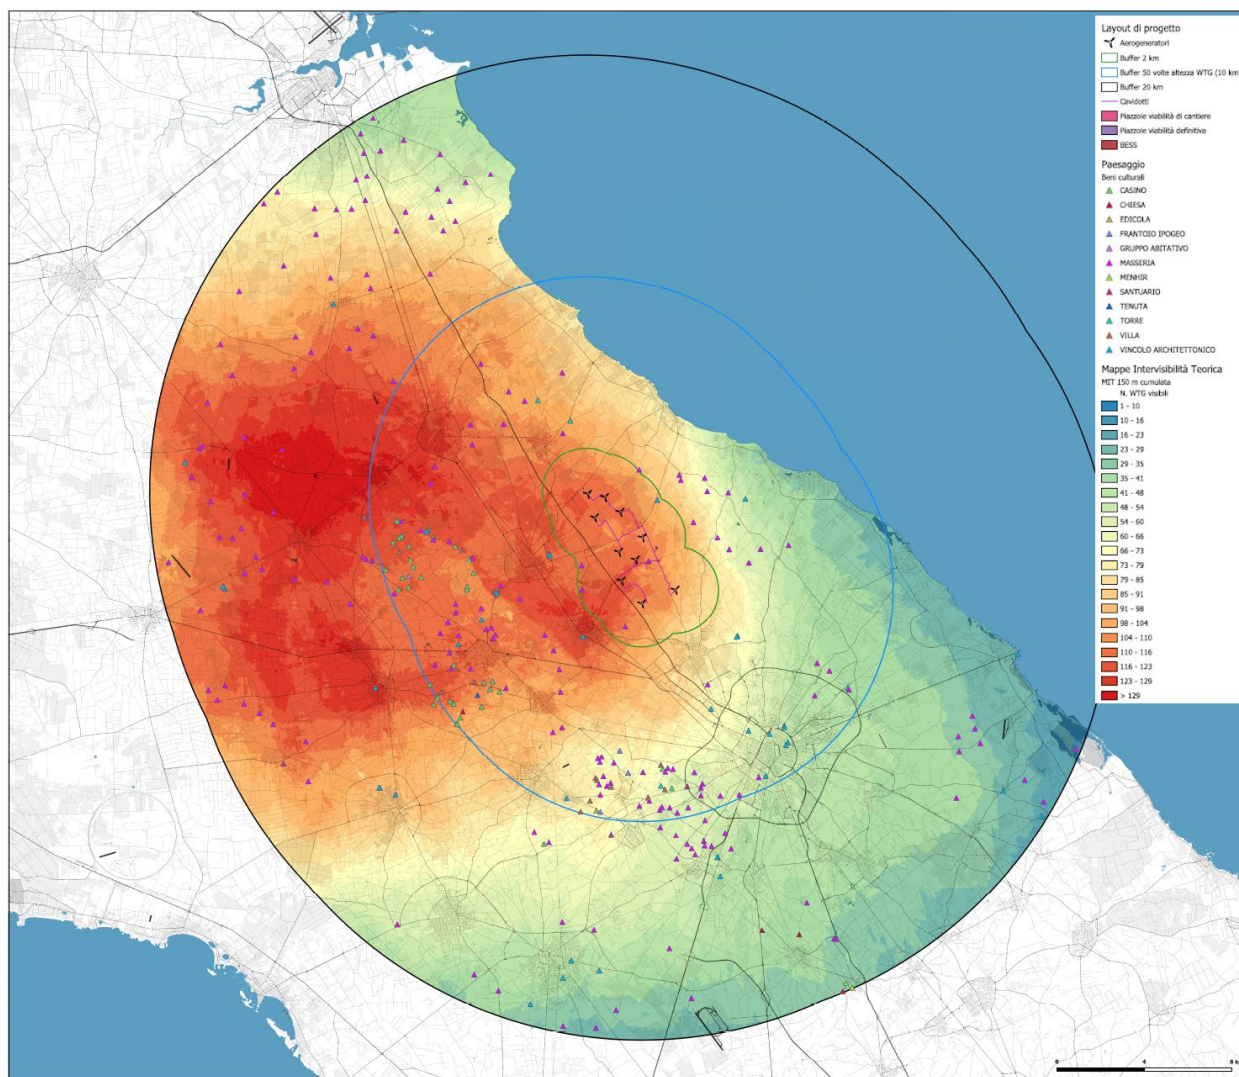 Layout di progetto
Aerogeneratori
Buffer 2 km
Buffer 50 volte altezza WTG (10 km
Buffer 20 km
Cavidotti
Piazzole viabilità di cantiere
Piazzole viabilità definitiva
BESS
Paesaggio
Beni culturali
CASINO
CHIESA
EDICOLA
FRANTOIO IPOGEO
GRUPPO ABITATIVO
MASSERIA
MENHIR
SANTUARIO
TENUTA
TORRE
VILLA
VINCOLO ARCHITETTONICO
Mappe Intervisibilità Teorica
MIT 150 m cumulata
N. WTG visibili
1 - 10
10 - 16
16 - 23
23 - 29
29 - 35
35 - 41
41 - 48
48 - 54
54 - 60
60 - 66
66 - 73
73 - 79
79 - 85
85 - 91
91 - 98
98 - 104
104 - 110
110 - 116
116 - 123
123 - 129
> 129
0 4 8 k